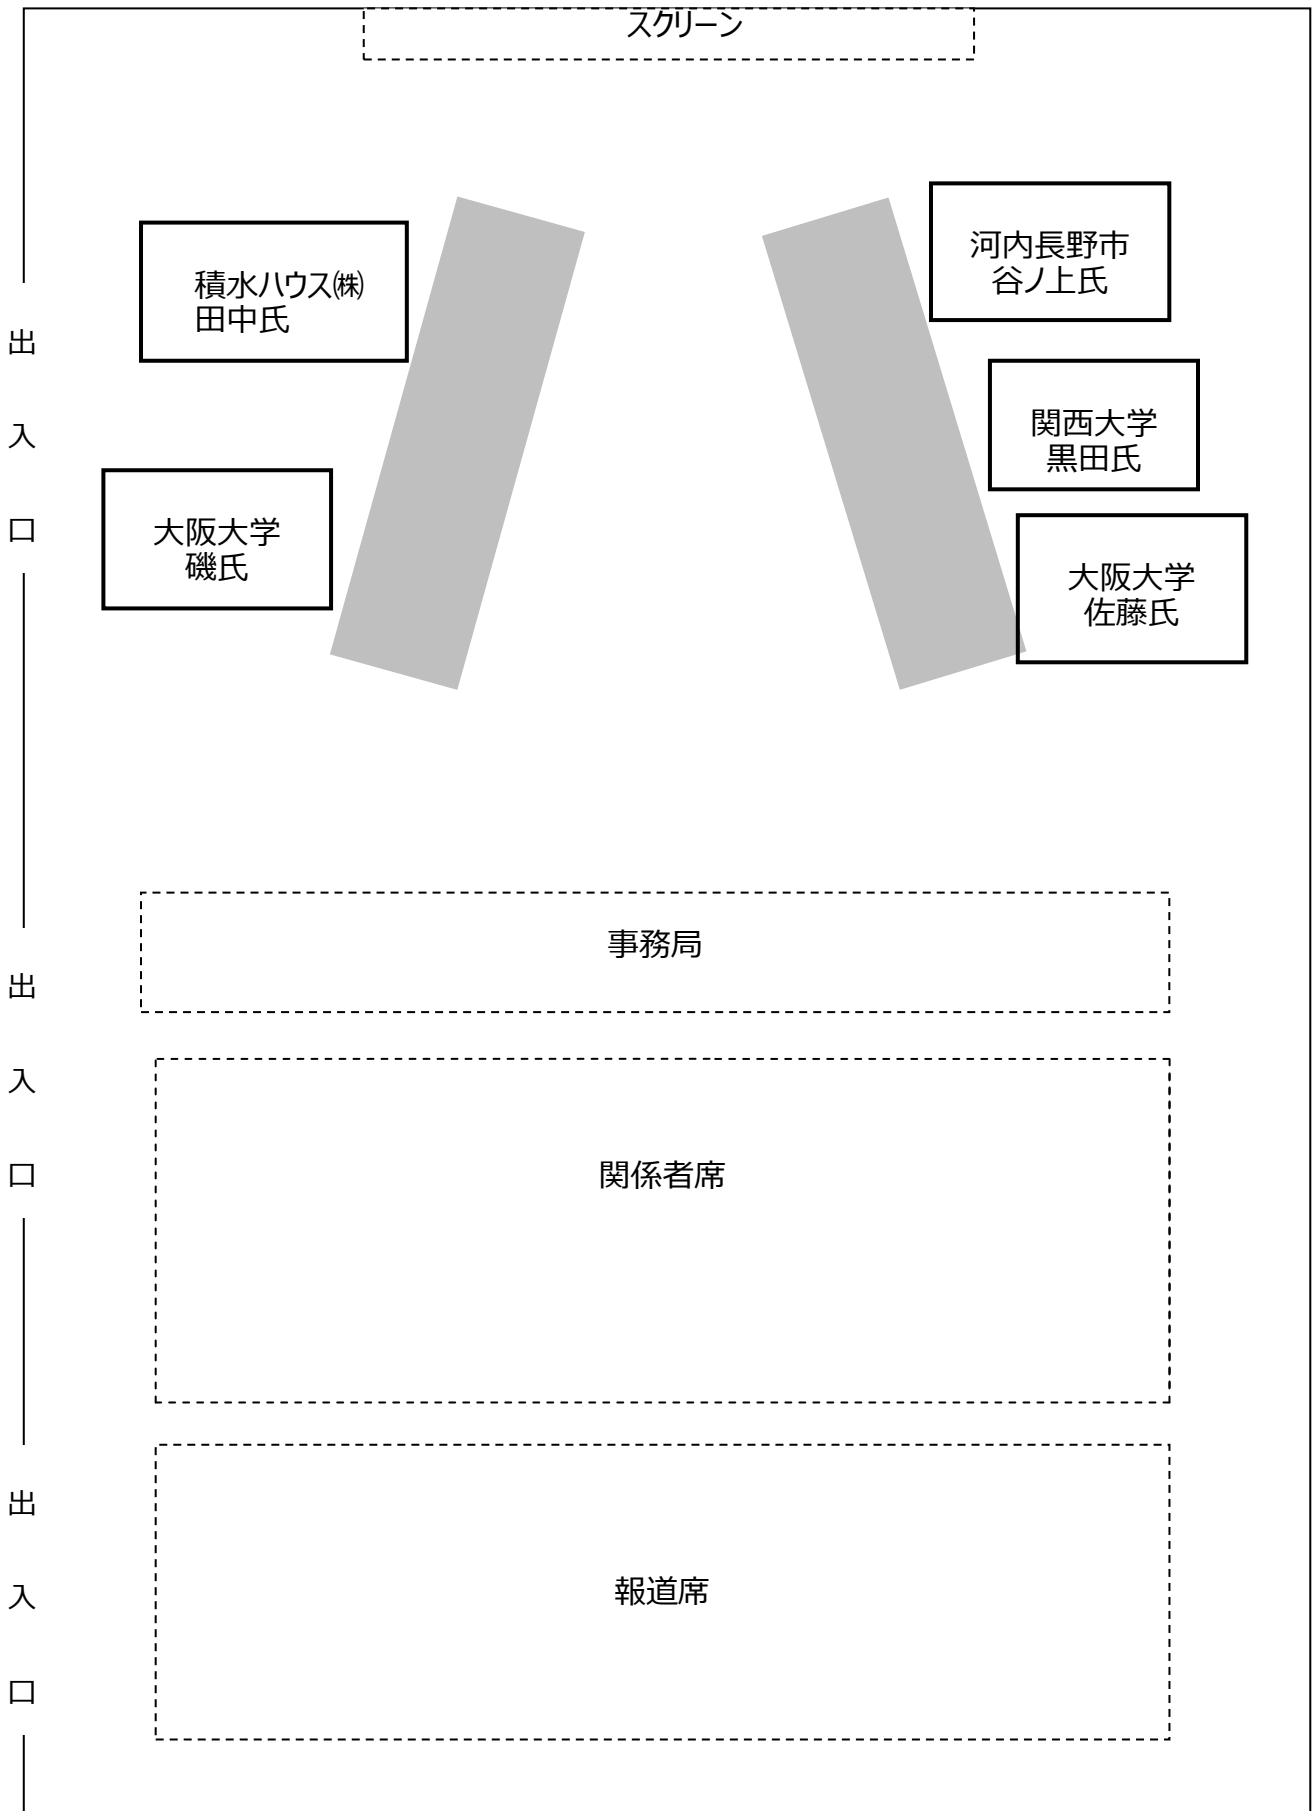 スクリーン
河内長野市
谷ノ上氏
積水ハウス㈱
田中氏
関西大学
黒田氏
大阪大学
磯氏
大阪大学
佐藤氏
出入口
事務局
出入口
関係者席
報道席
出入口